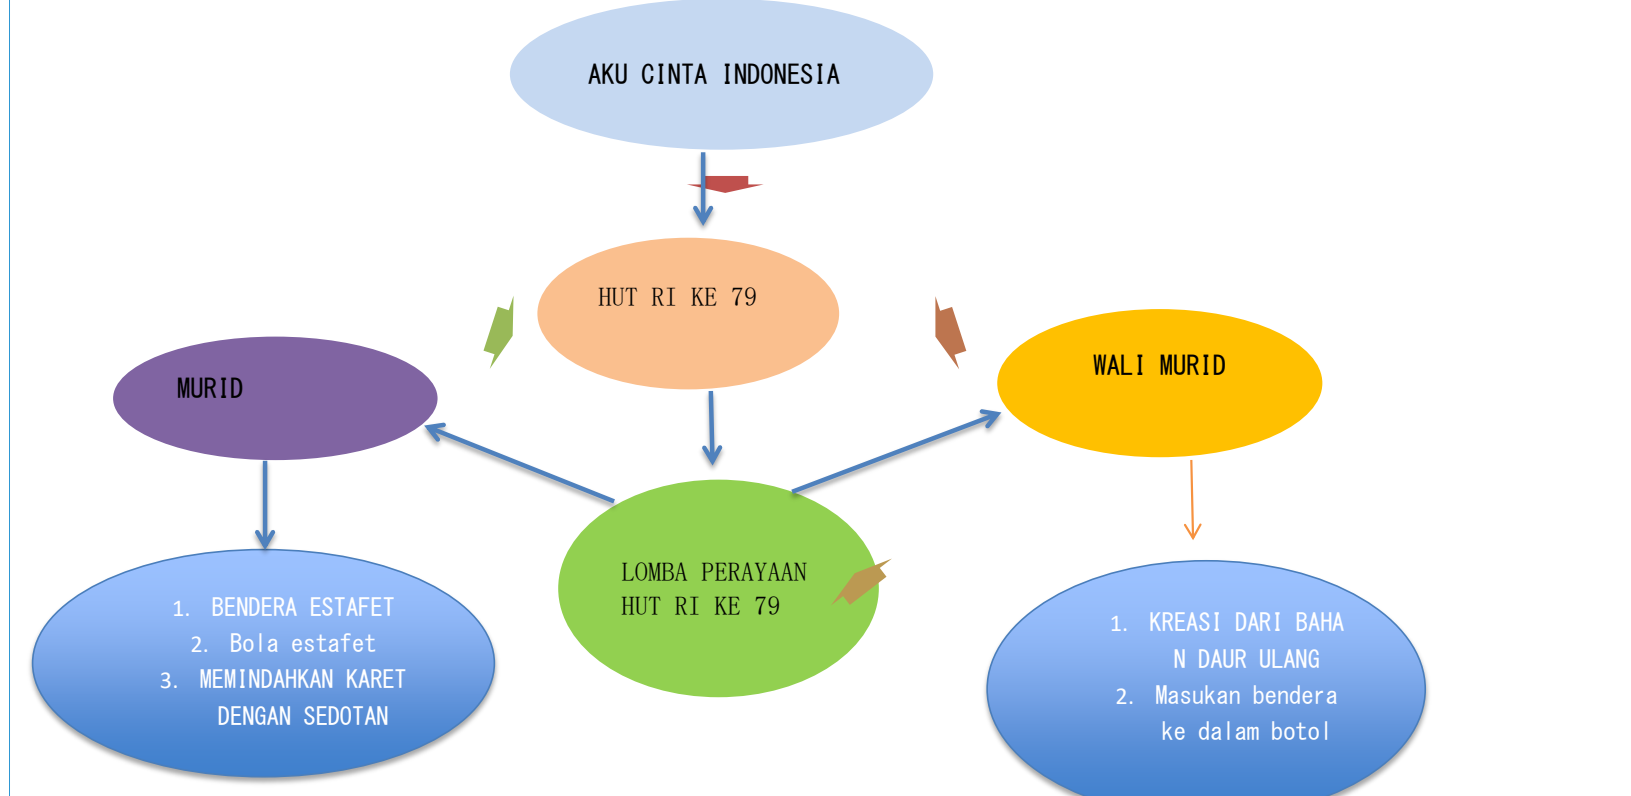 AKU CINTA INDONESIA
HUT RI KE 79
MURID
WALI MURID
LOMBA PERAYAAN
HUT RI KE 79
1. BENDERA ESTAFET
2. Bola estafet
3. MEMINDAHKAN KARET
DENGAN SEDOTAN
1. KREASI DARI BAHA
N DAUR ULANG
2. Masukan bendera
ke dalam botol